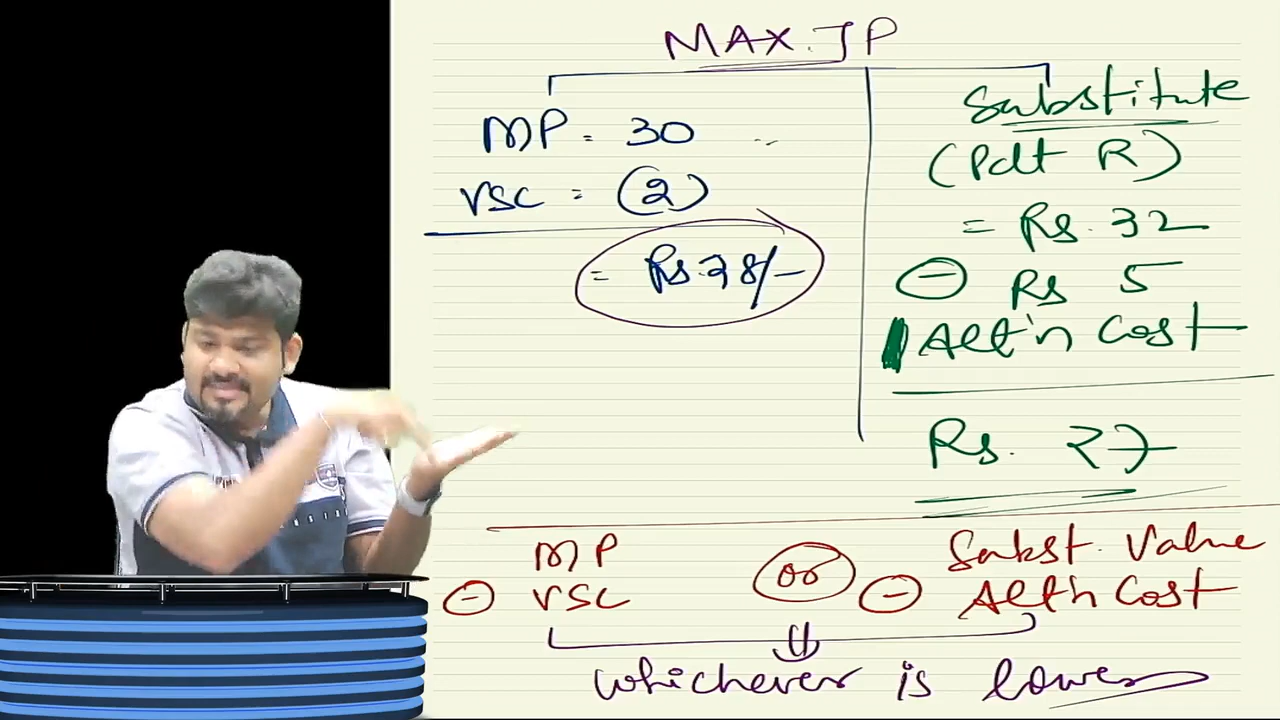 MAX. TP
MP = 30
VSC = (2)
= Rs. 28/-
Substitute
(Pdt R)
= Rs. 32
(-) Rs 5
Alt'n Cost
Rs. 27
MP
(-) VSC
or
Subst. Value
(-) Alt'n Cost
whichever is lower